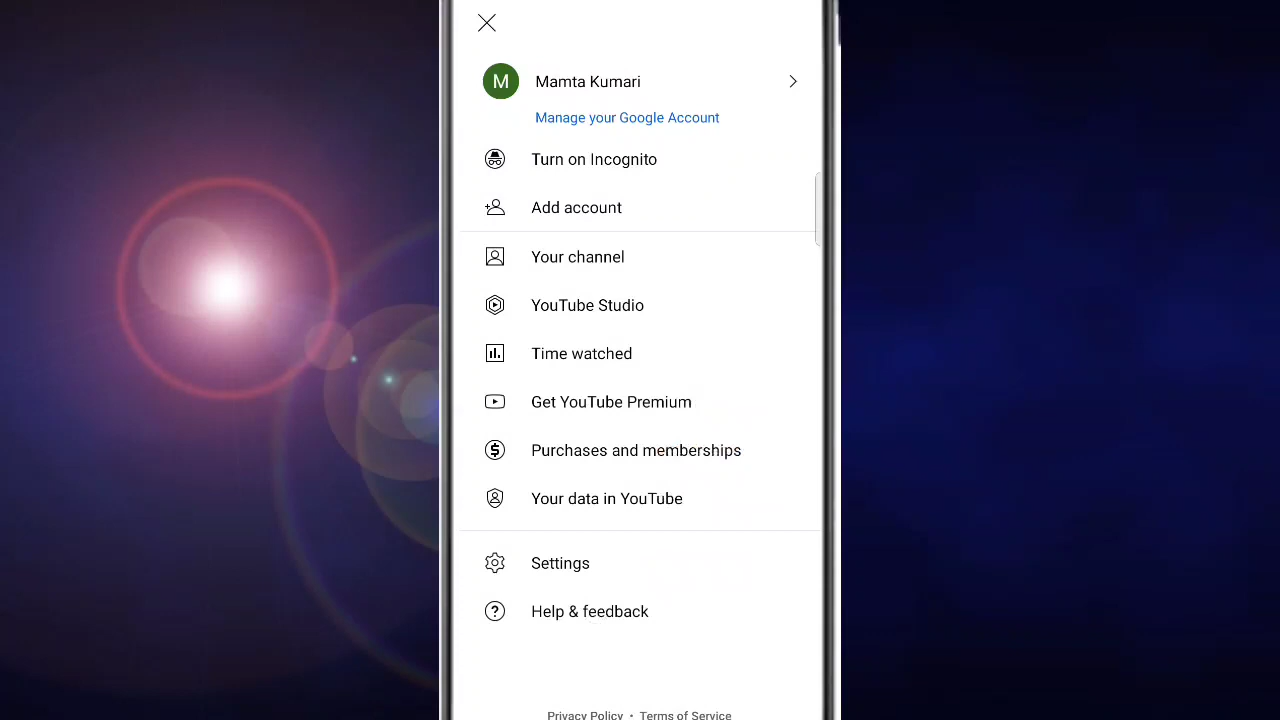 M
Mamta Kumari
Manage your Google Account
Turn on Incognito
Add account
Your channel
YouTube Studio
Time watched
Get YouTube Premium
Purchases and memberships
Your data in YouTube
Settings
Help & feedback
Privacy Policy • Terms of Service